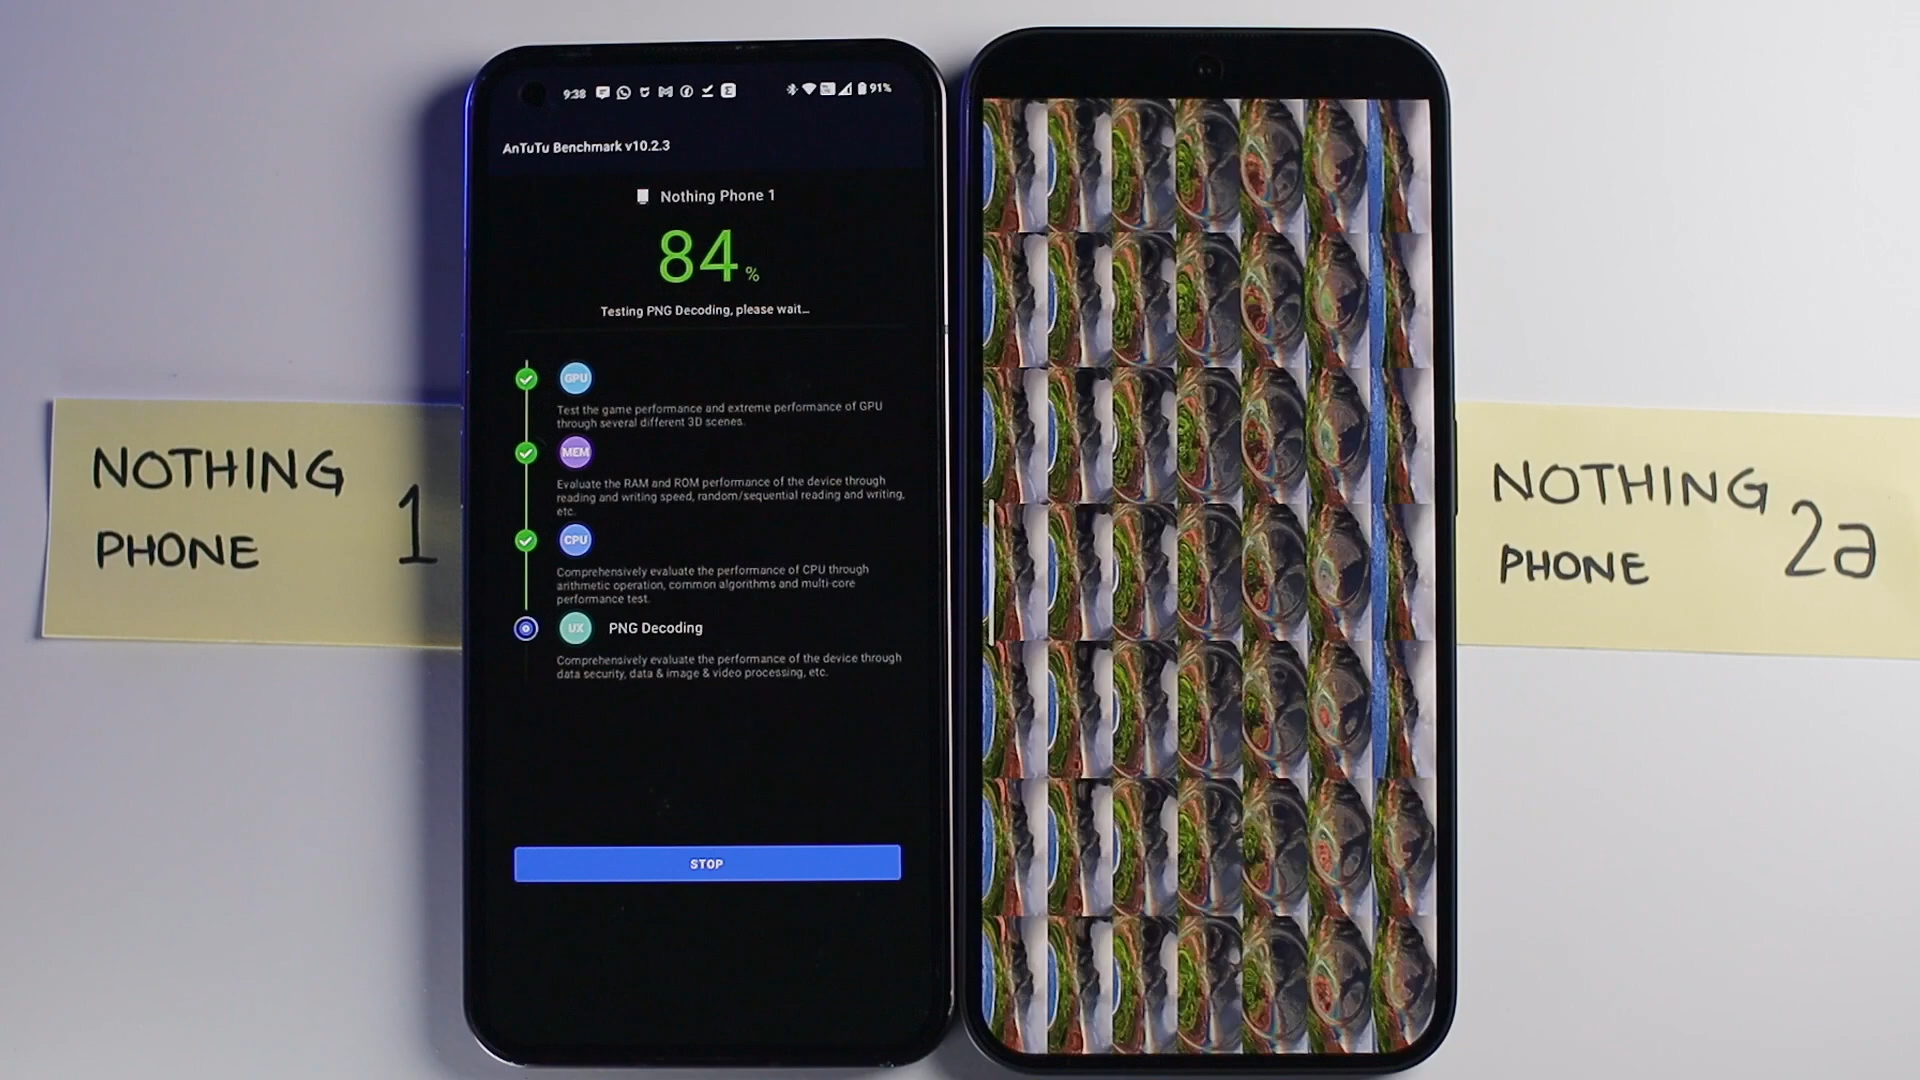 9:38
91%
AnTuTu Benchmark v10.2.3
Nothing Phone 1
84%
Testing PNG Decoding, please wait...
GPU
Test the game performance and extreme performance of GPU
through several different 3D scenes.
MEM
Evaluate the RAM and ROM performance of the device through
reading and writing speed, random/sequential reading and writing,
etc.
CPU
Comprehensively evaluate the performance of CPU through
arithmetic operation, common algorithms and multi-core
performance test.
UX PNG Decoding
Comprehensively evaluate the performance of the device through
data security, data & image & video processing, etc.
STOP
NOTHING
PHONE 1
NOTHING
PHONE 2a